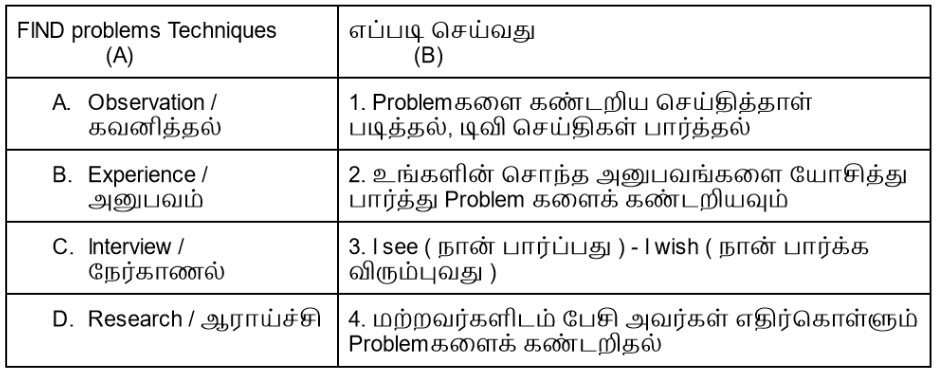 FIND problems Techniques
(A)
எப்படி செய்வது
(B)
A. Observation /
கவனித்தல்
1. Problemகளை கண்டறிய செய்தித்தாள்
படித்தல், டிவி செய்திகள் பார்த்தல்
B. Experience /
அனுபவம்
2. உங்களின் சொந்த அனுபவங்களை யோசித்து
பார்த்து Problem களைக் கண்டறியவும்
C. Interview /
நேர்காணல்
3. I see ( நான் பார்ப்பது ) - I wish ( நான் பார்க்க
விரும்புவது )
D. Research / ஆராய்ச்சி
4. மற்றவர்களிடம் பேசி அவர்கள் எதிர்கொள்ளும்
Problemகளைக் கண்டறிதல்